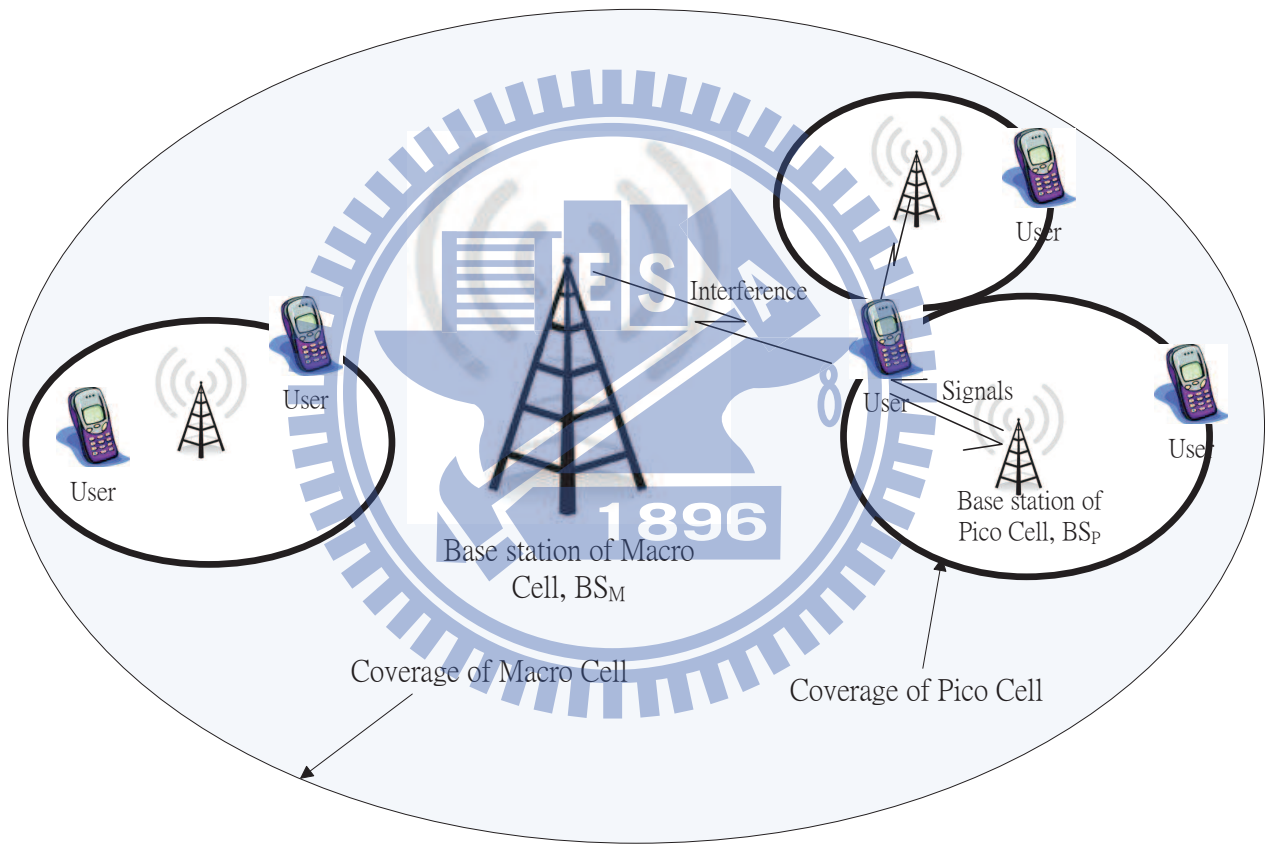 User
Interference
User
User
User
Signals
User
User
Base station of
Pico Cell, BSP
ES A
1896
Base station of Macro
Cell, BSM
Coverage of Macro Cell
Coverage of Pico Cell